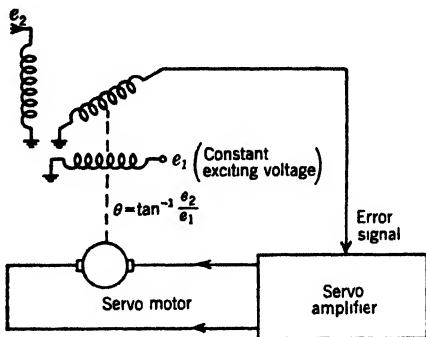 e₂
e₁ (Constant exciting voltage)
θ = tan⁻¹ e₂/e₁
Error signal
Servo motor
Servo amplifier